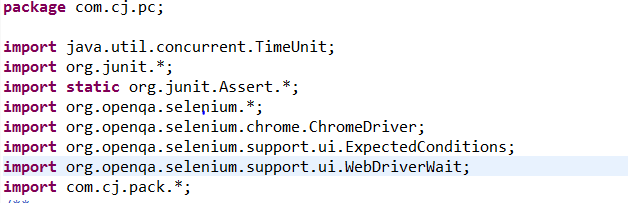 package com.cj.pc;
import java.util.concurrent.TimeUnit;
import org.junit.*;
import static org.junit.Assert.*;
import org.openqa.selenium.*;
import org.openqa.selenium.chrome.ChromeDriver;
import org.openqa.selenium.support.ui.ExpectedConditions;
import org.openqa.selenium.support.ui.WebDriverWait;
import com.cj.pack.*;
/**